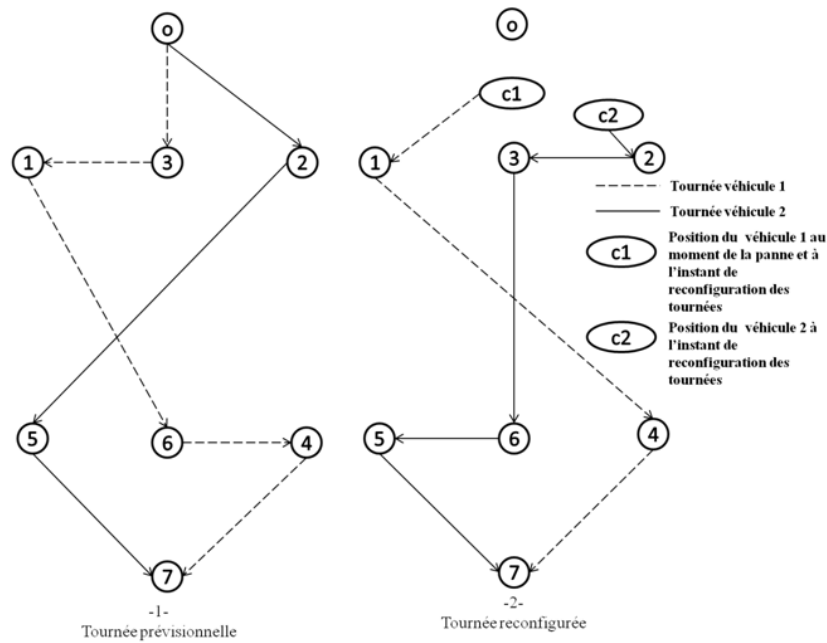 o
1
3
2
5
6
4
7
-1-
Tournée prévisionnelle
o
c1
c2
1
3
2
5
6
4
7
-2-
Tournée reconfigurée
Tournée véhicule 1
Tournée véhicule 2
c1
Position du véhicule 1 au
moment de la panne et à
l'instant de
reconfiguration des
tournées
c2
Position du véhicule 2 à
l'instant de
reconfiguration des
tournées